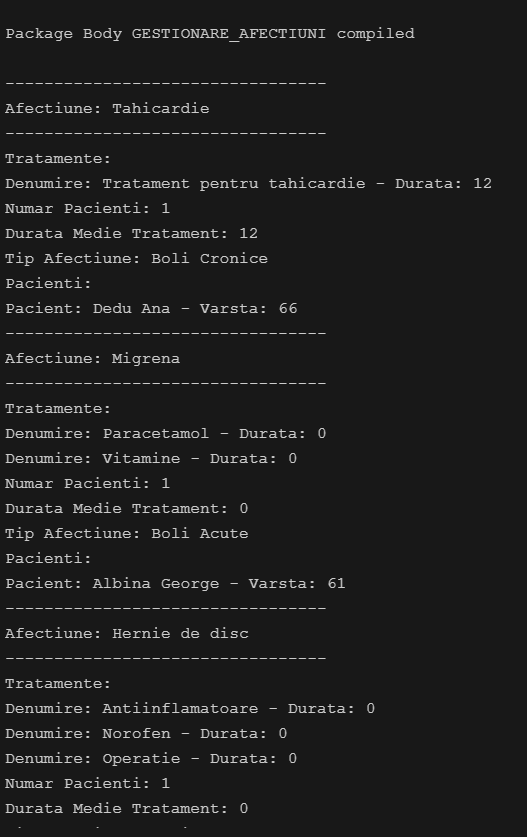 Package Body GESTIONARE_AFECTIUNI compiled
---------------------------------
Afectiune: Tahicardie
---------------------------------
Tratamente:
Denumire: Tratament pentru tahicardie - Durata: 12
Numar Pacienti: 1
Durata Medie Tratament: 12
Tip Afectiune: Boli Cronice
Pacienti:
Pacient: Dedu Ana - Varsta: 66
---------------------------------
Afectiune: Migrena
---------------------------------
Tratamente:
Denumire: Paracetamol - Durata: 0
Denumire: Vitamine - Durata: 0
Numar Pacienti: 1
Durata Medie Tratament: 0
Tip Afectiune: Boli Acute
Pacienti:
Pacient: Albina George - Varsta: 61
---------------------------------
Afectiune: Hernie de disc
---------------------------------
Tratamente:
Denumire: Antiinflamatoare - Durata: 0
Denumire: Norofen - Durata: 0
Denumire: Operatie - Durata: 0
Numar Pacienti: 1
Durata Medie Tratament: 0